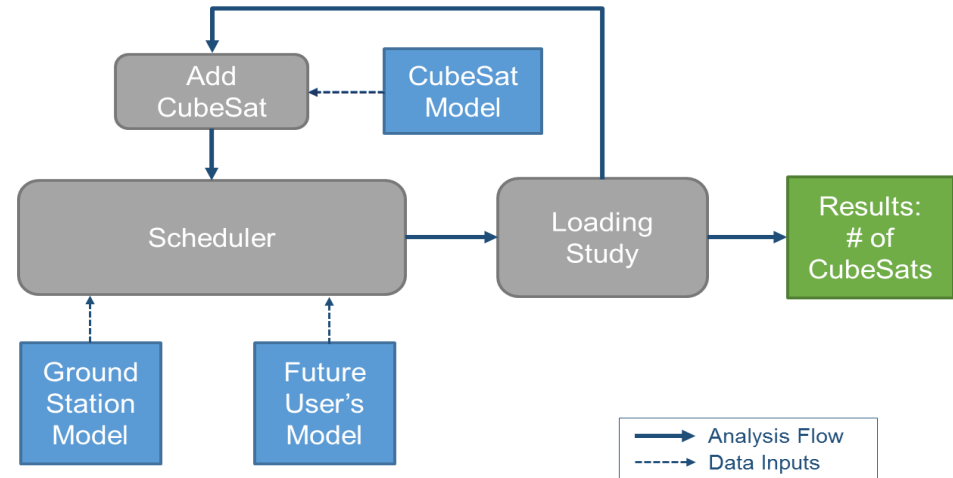 Add
CubeSat
CubeSat
Model
Scheduler
Loading
Study
Results:
# of
CubeSats
Ground
Station
Model
Future
User's
Model
Analysis Flow
Data Inputs